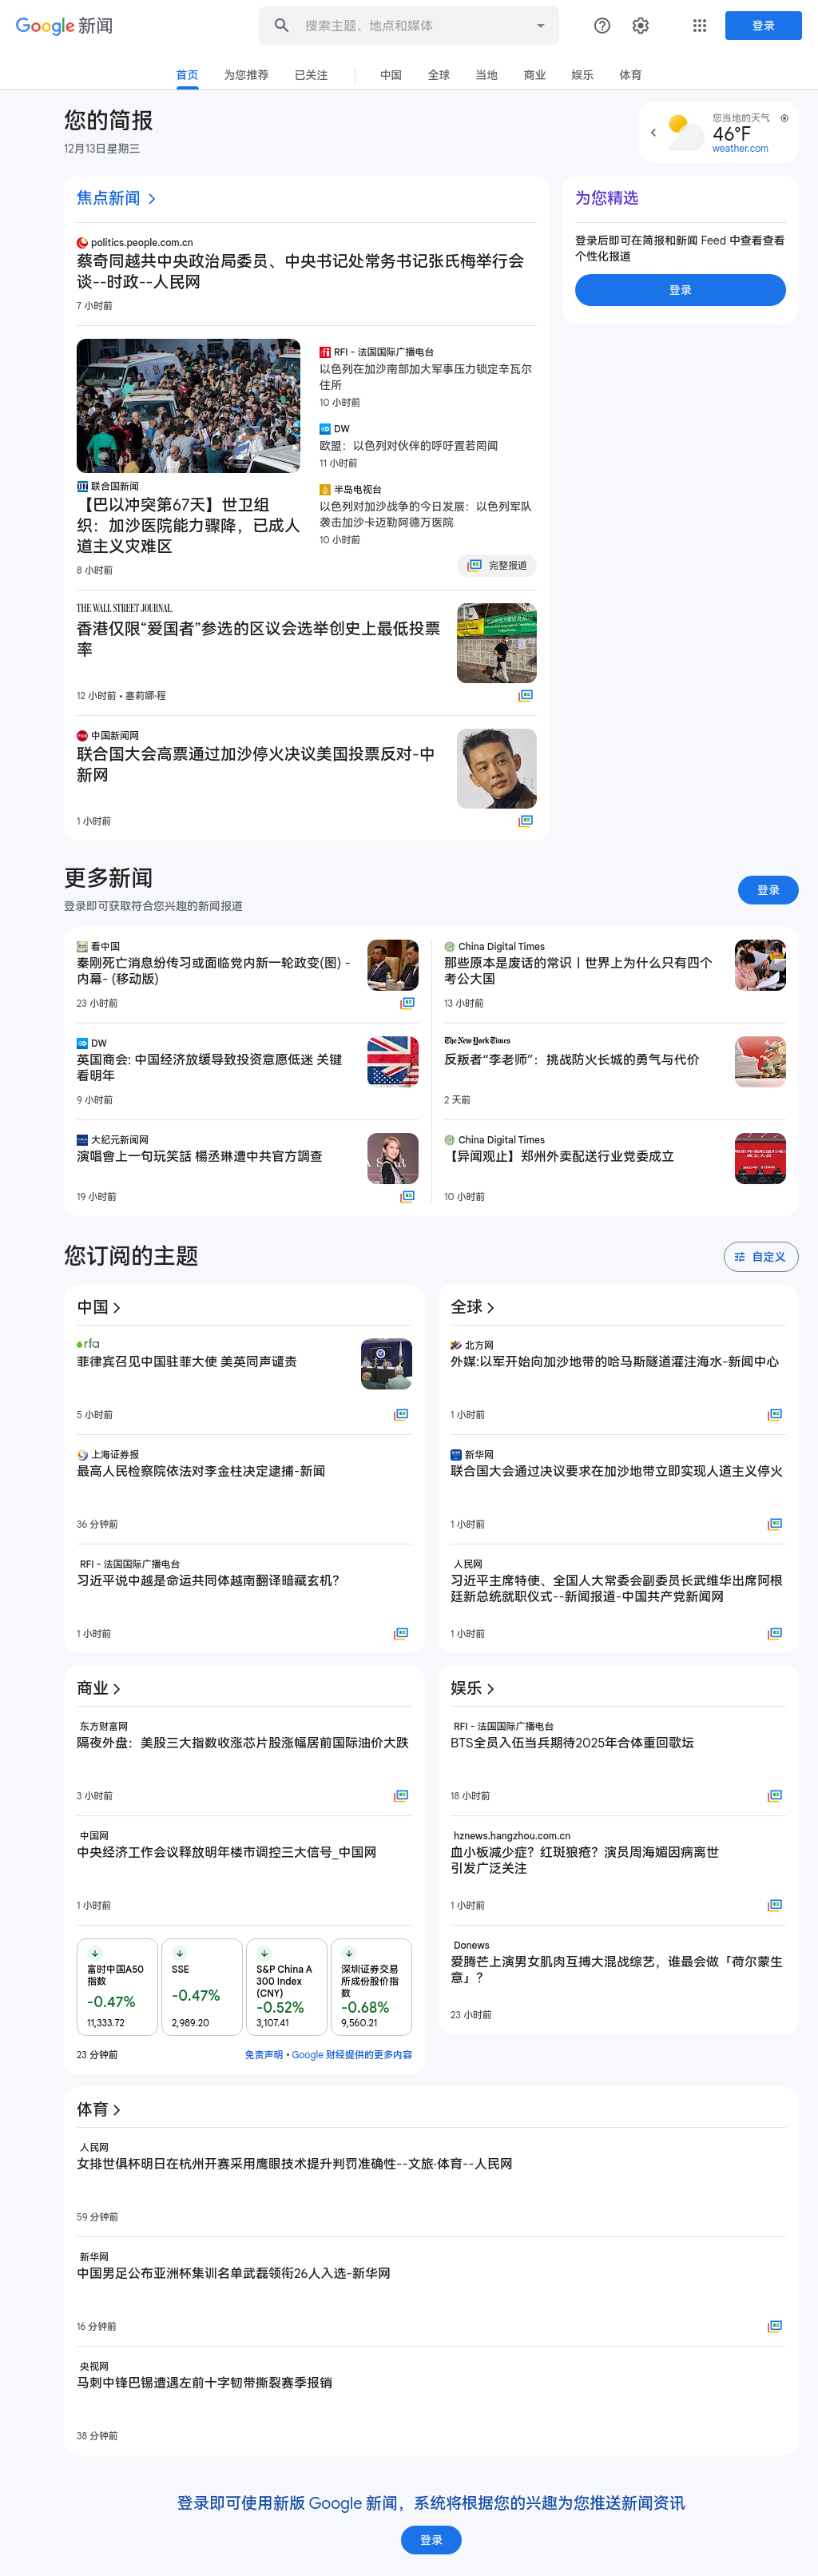 Google 新闻
搜索主题、地点和媒体
登录
首页
为您推荐
已关注
中国
全球
当地
商业
娱乐
体育
您的简报
12月13日星期三
您当地的天气
46°F
weather.com
焦点新闻
politics.people.com.cn
蔡奇同越共中央政治局委员、中央书记处常务书记张氏梅举行会
谈--时政--人民网
7 小时前
联合国新闻
【巴以冲突第67天】世卫组
织：加沙医院能力骤降，已成人
道主义灾难区
8 小时前
RFI - 法国国际广播电台
以色列在加沙南部加大军事压力锁定辛瓦尔
住所
10 小时前
DW
欧盟：以色列对伙伴的呼吁置若罔闻
11 小时前
半岛电视台
以色列对加沙战争的今日发展：以色列军队
袭击加沙卡迈勒阿德万医院
10 小时前
完整报道
THE WALL STREET JOURNAL.
香港仅限“爱国者”参选的区议会选举创史上最低投票
率
12 小时前 • 塞莉娜·程
中国新闻网
联合国大会高票通过加沙停火决议美国投票反对-中
新网
1 小时前
为您精选
登录后即可在简报和新闻 Feed 中查看查看
个性化报道
登录
更多新闻
登录即可获取符合您兴趣的新闻报道
登录
看中国
秦刚死亡消息纷传习或面临党内新一轮政变(图) -
内幕- (移动版)
23 小时前
DW
英国商会: 中国经济放缓导致投资意愿低迷 关键
看明年
9 小时前
大纪元新闻网
演唱會上一句玩笑話 楊丞琳遭中共官方調查
19 小时前
China Digital Times
那些原本是废话的常识丨世界上为什么只有四个
考公大国
13 小时前
The New York Times
反叛者“李老师”：挑战防火长城的勇气与代价
2 天前
China Digital Times
【异闻观止】郑州外卖配送行业党委成立
10 小时前
您订阅的主题
自定义
中国
rfa
菲律宾召见中国驻菲大使 美英同声谴责
5 小时前
上海证券报
最高人民检察院依法对李金柱决定逮捕-新闻
36 分钟前
RFI - 法国国际广播电台
习近平说中越是命运共同体越南翻译暗藏玄机？
1 小时前
全球
北方网
外媒:以军开始向加沙地带的哈马斯隧道灌注海水-新闻中心
1 小时前
新华网
联合国大会通过决议要求在加沙地带立即实现人道主义停火
1 小时前
人民网
习近平主席特使、全国人大常委会副委员长武维华出席阿根
廷新总统就职仪式--新闻报道-中国共产党新闻网
1 小时前
商业
东方财富网
隔夜外盘：美股三大指数收涨芯片股涨幅居前国际油价大跌
3 小时前
中国网
中央经济工作会议释放明年楼市调控三大信号_中国网
1 小时前
富时中国A50
指数
-0.47%
11,333.72
SSE
-0.47%
2,989.20
S&P China A
300 Index
(CNY)
-0.52%
3,107.41
深圳证券交易
所成份股价指
数
-0.68%
9,560.21
23 分钟前
免责声明 • Google 财经提供的更多内容
娱乐
RFI - 法国国际广播电台
BTS全员入伍当兵期待2025年合体重回歌坛
18 小时前
hznews.hangzhou.com.cn
血小板减少症？红斑狼疮？演员周海媚因病离世
引发广泛关注
1 小时前
Donews
爱腾芒上演男女肌肉互搏大混战综艺，谁最会做「荷尔蒙生
意」？
23 小时前
体育
人民网
女排世俱杯明日在杭州开赛采用鹰眼技术提升判罚准确性--文旅·体育--人民网
59 分钟前
新华网
中国男足公布亚洲杯集训名单武磊领衔26人入选-新华网
16 分钟前
央视网
马刺中锋巴锡遭遇左前十字韧带撕裂赛季报销
38 分钟前
登录即可使用新版 Google 新闻，系统将根据您的兴趣为您推送新闻资讯
登录